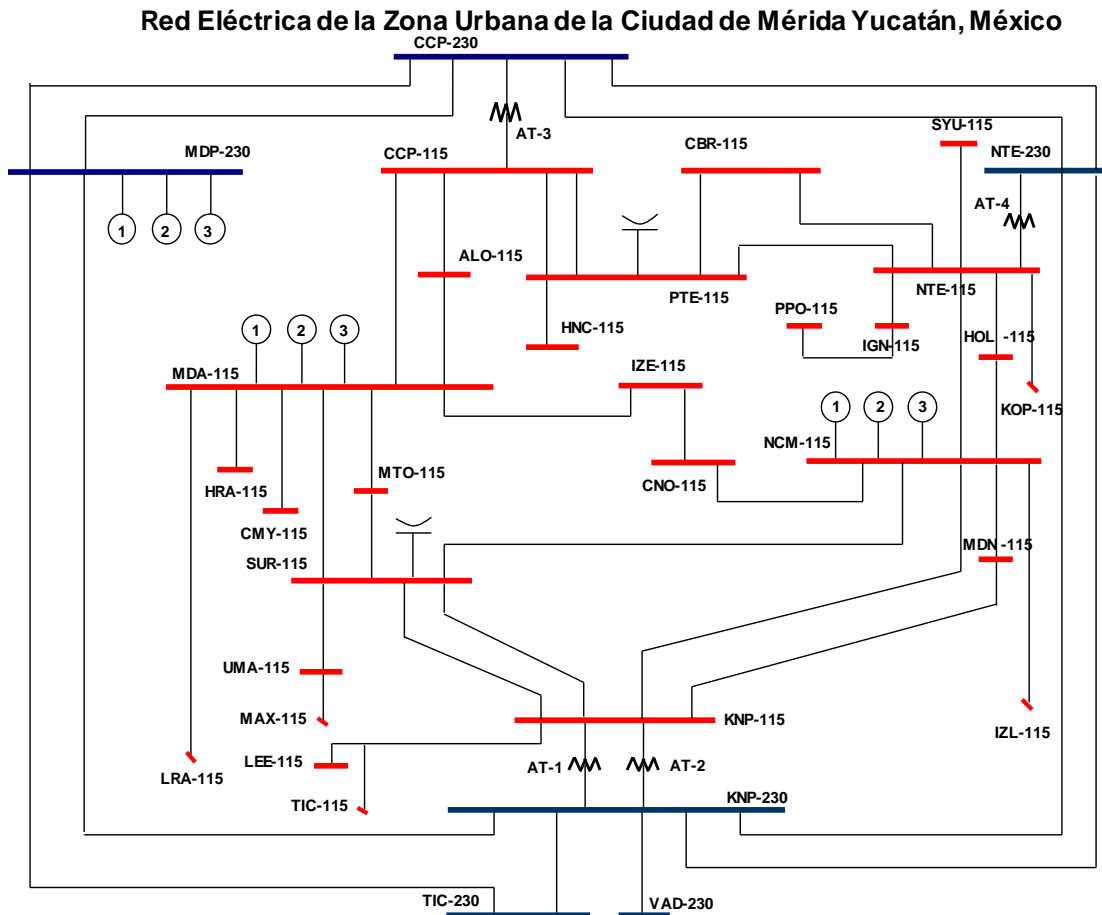 Red Eléctrica de la Zona Urbana de la Ciudad de Mérida Yucatán, México
CCP-230
AT-3
SYU-115
CBR-115
NTE-230
MDP-230
CCP-115
AT-4
1
2
3
ALO-115
NTE-115
PTE-115
PPO-115
HNC-115
IGN-115
HOL -115
1
2
3
IZE-115
MDA-115
KOP-115
1
2
3
NCM-115
MTO-115
CNO-115
HRA-115
CMY-115
MDN -115
SUR-115
UMA-115
MAX-115
KNP-115
IZL-115
LEE-115
AT-1
AT-2
LRA-115
TIC-115
KNP-230
TIC-230
VAD-230